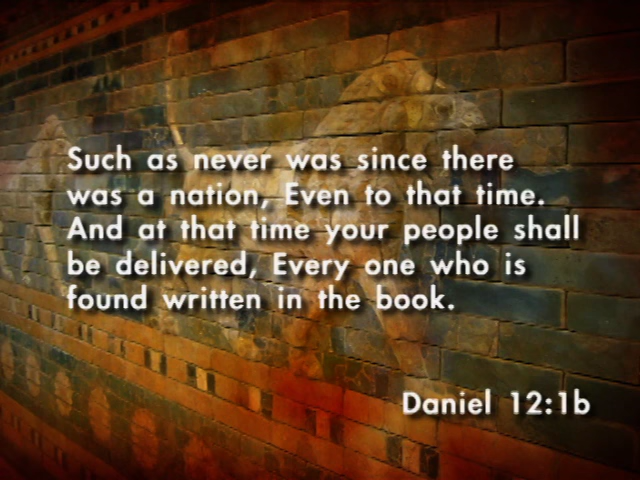 Such as never was since there
was a nation, Even to that time.
And at that time your people shall
be delivered, Every one who is
found written in the book.
Daniel 12:1b